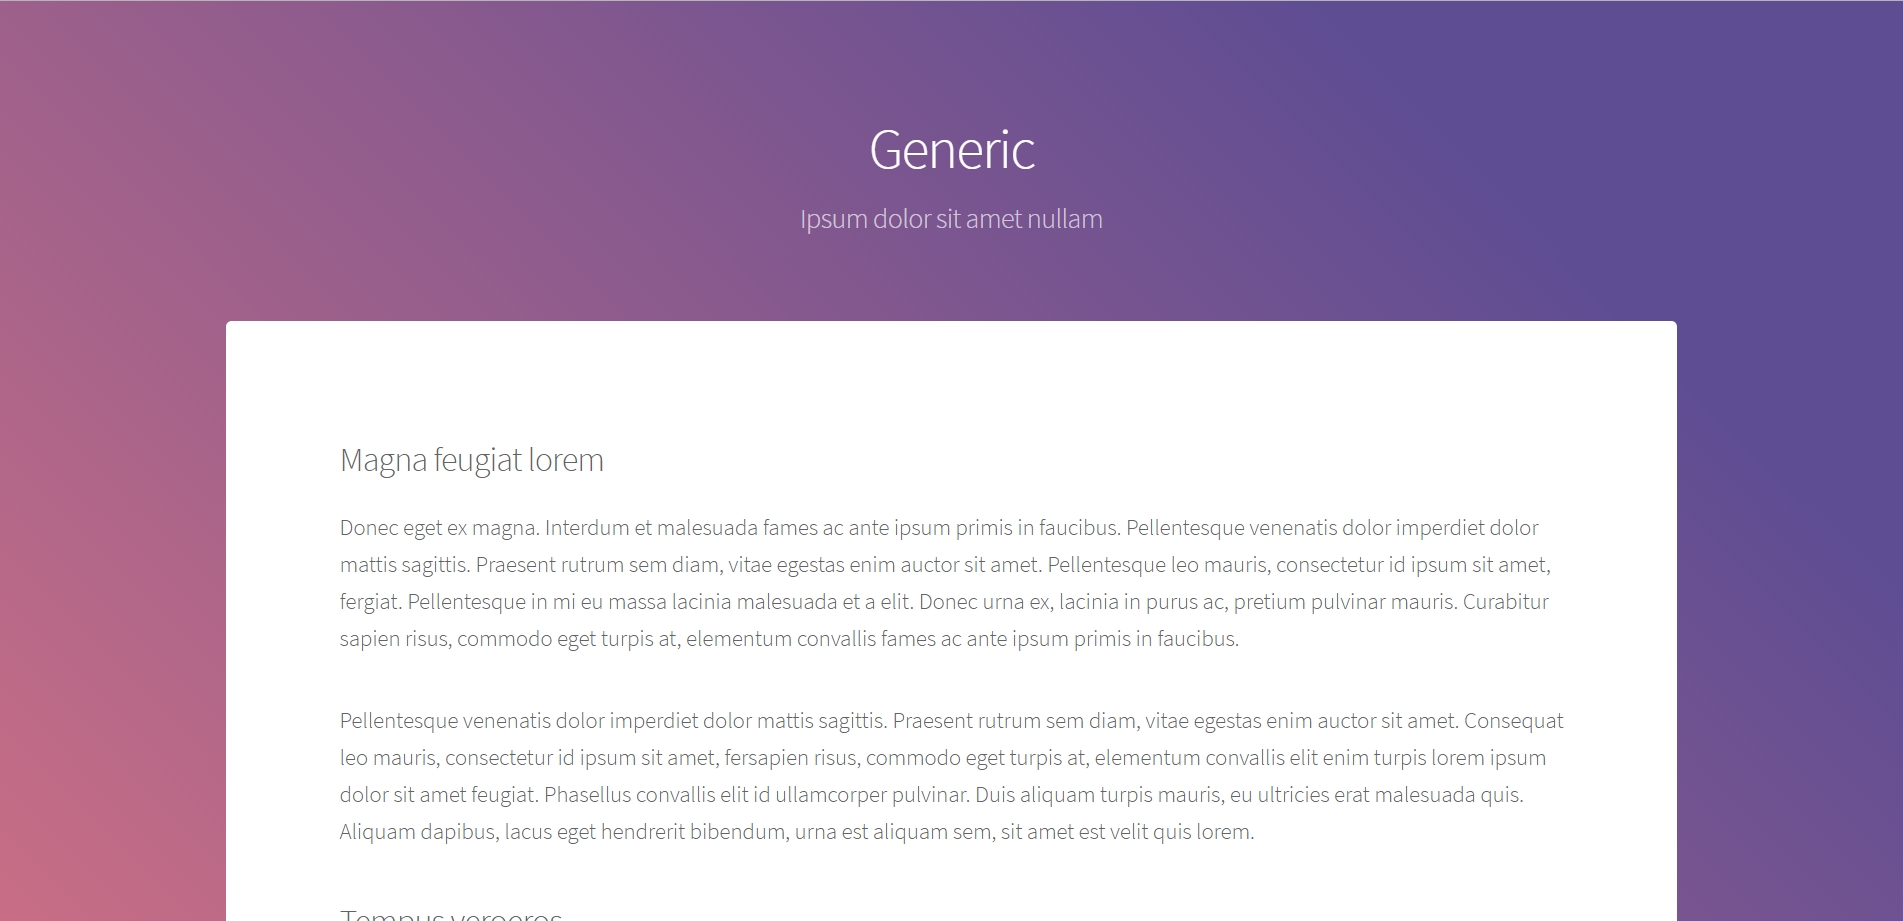 Generic
Ipsum dolor sit amet nullam
Magna feugiat lorem
Donec eget ex magna. Interdum et malesuada fames ac ante ipsum primis in faucibus. Pellentesque venenatis dolor imperdiet dolor
mattis sagittis. Praesent rutrum sem diam, vitae egestas enim auctor sit amet. Pellentesque leo mauris, consectetur id ipsum sit amet,
fergiat. Pellentesque in mi eu massa lacinia malesuada et a elit. Donec urna ex, lacinia in purus ac, pretium pulvinar mauris. Curabitur
sapien risus, commodo eget turpis at, elementum convallis fames ac ante ipsum primis in faucibus.
Pellentesque venenatis dolor imperdiet dolor mattis sagittis. Praesent rutrum sem diam, vitae egestas enim auctor sit amet. Consequat
leo mauris, consectetur id ipsum sit amet, fersapien risus, commodo eget turpis at, elementum convallis elit enim turpis lorem ipsum
dolor sit amet feugiat. Phasellus convallis elit id ullamcorper pulvinar. Duis aliquam turpis mauris, eu ultricies erat malesuada quis.
Aliquam dapibus, lacus eget hendrerit bibendum, urna est aliquam sem, sit amet est velit quis lorem.
Tempus veroeros